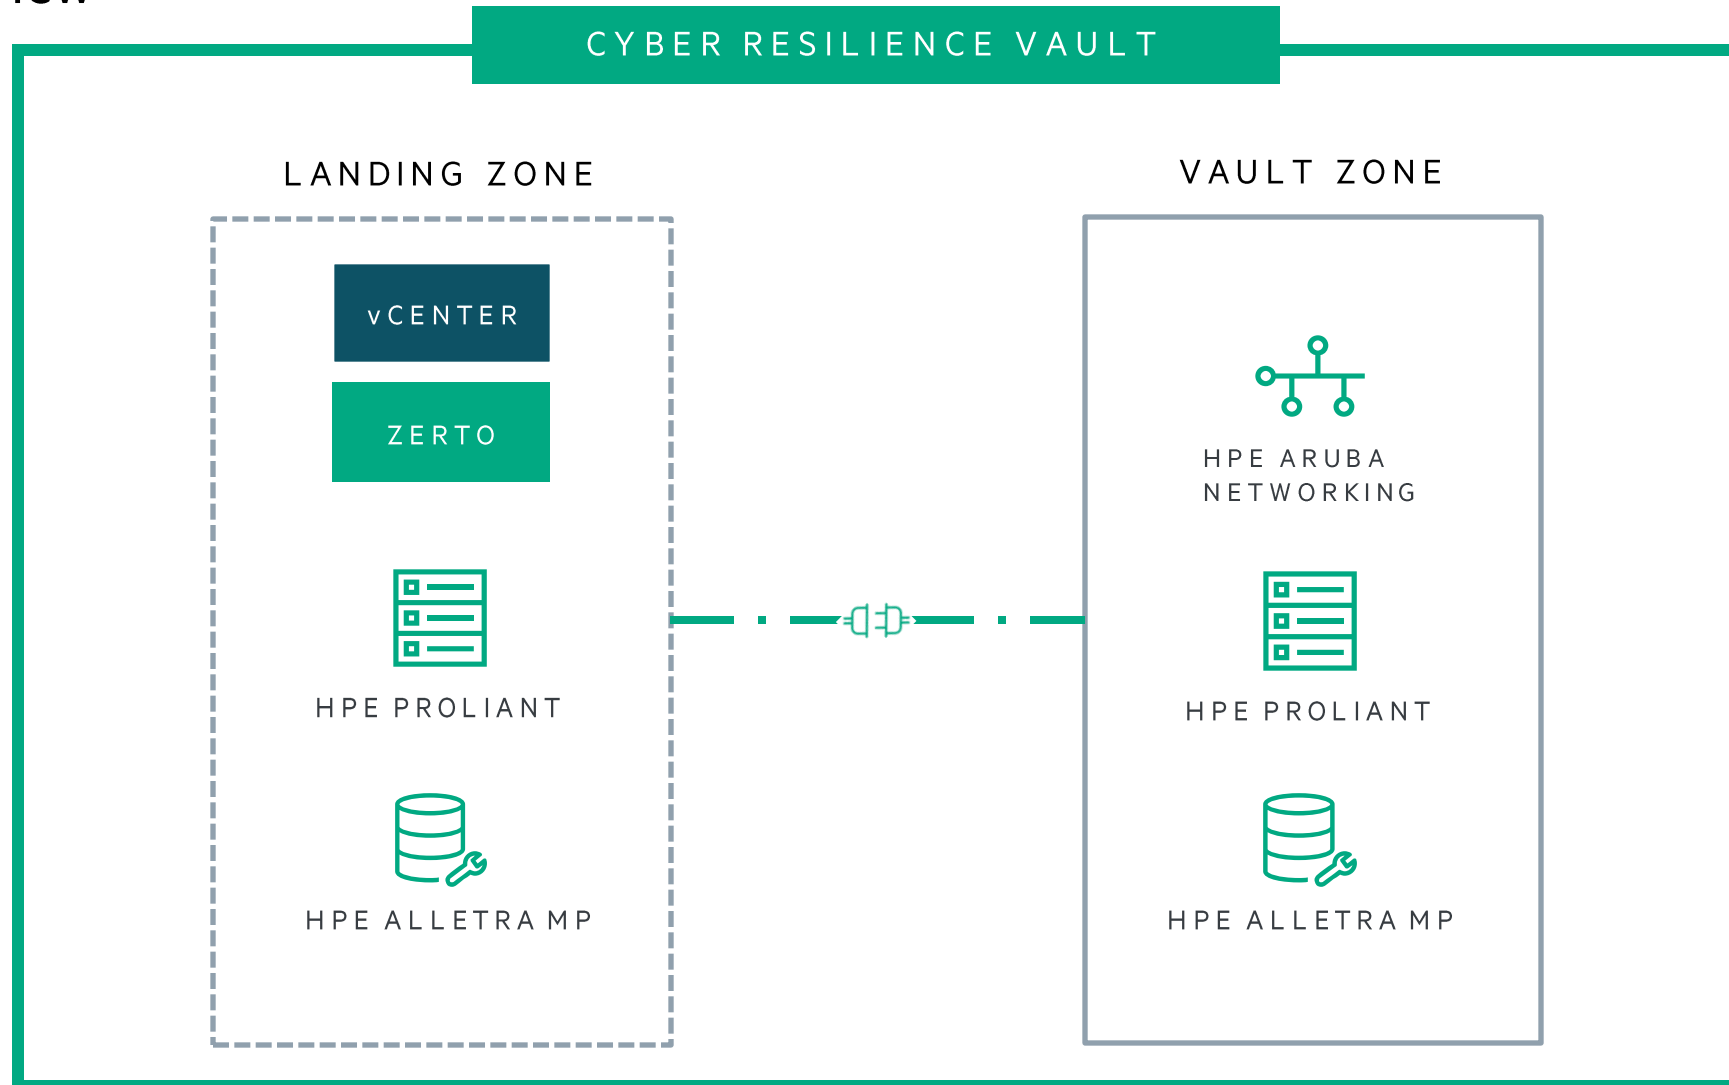 CYBER RESILIENCE VAULT
LANDING ZONE
vCENTER
ZERTO
HPE PROLIANT
HPE ALLETRA MP
VAULT ZONE
HPE ARUBA
NETWORKING
HPE PROLIANT
HPE ALLETRA MP